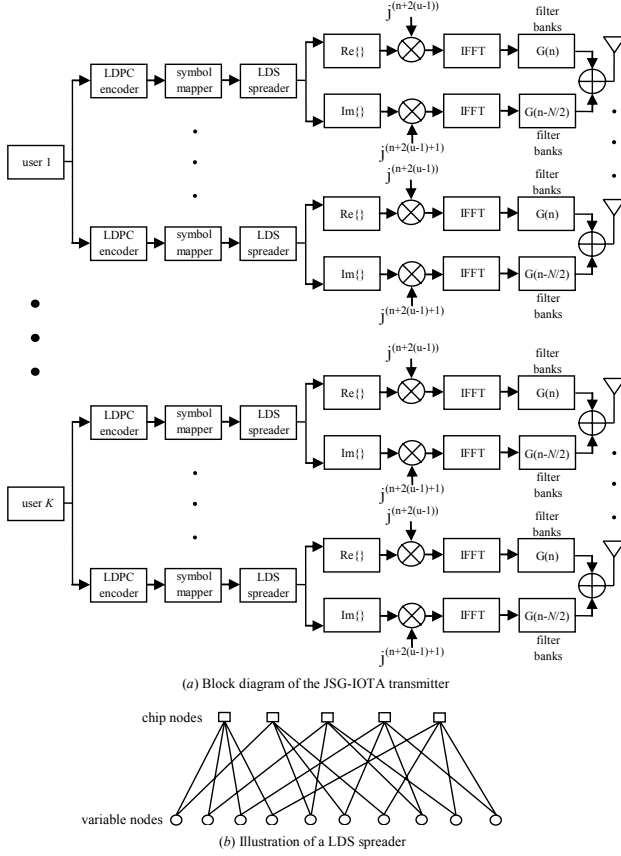 j^(n+2(u-1))
filter banks
LDPC encoder
symbol mapper
LDS spreader
Re{}
IFFT
G(n)
Im{}
IFFT
G(n-N/2)
j^(n+2(u-1)+1)
filter banks
user 1
j^(n+2(u-1))
filter banks
LDPC encoder
symbol mapper
LDS spreader
Re{}
IFFT
G(n)
Im{}
IFFT
G(n-N/2)
j^(n+2(u-1)+1)
filter banks
j^(n+2(u-1))
filter banks
LDPC encoder
symbol mapper
LDS spreader
Re{}
IFFT
G(n)
Im{}
IFFT
G(n-N/2)
j^(n+2(u-1)+1)
filter banks
user K
j^(n+2(u-1))
filter banks
LDPC encoder
symbol mapper
LDS spreader
Re{}
IFFT
G(n)
Im{}
IFFT
G(n-N/2)
j^(n+2(u-1)+1)
filter banks
(a) Block diagram of the JSG-IOTA transmitter
chip nodes
variable nodes
(b) Illustration of a LDS spreader